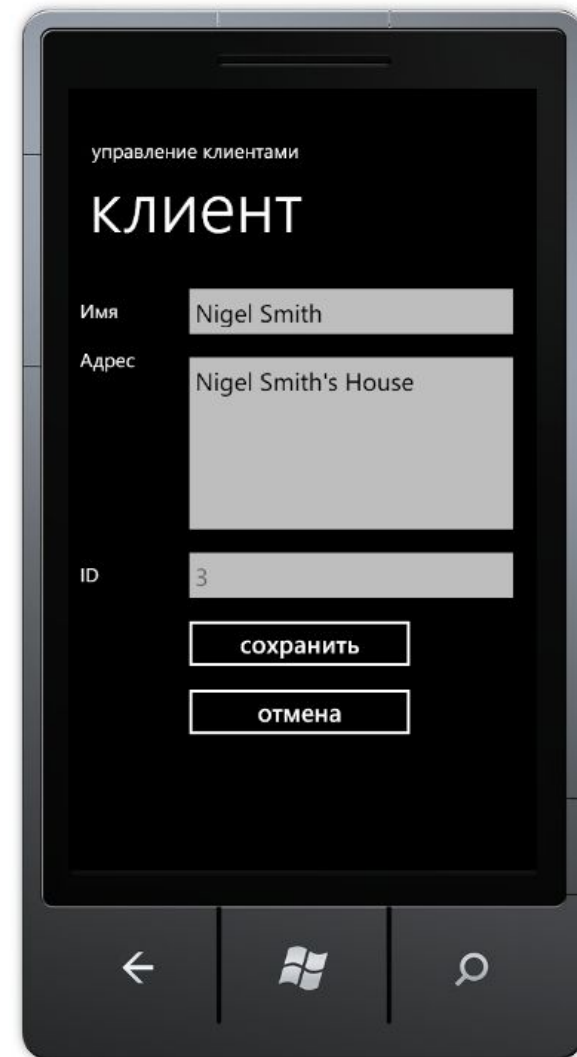 управление клиентами
клиент
Имя
Nigel Smith
Адрес
Nigel Smith's House
ID
3
сохранить
отмена